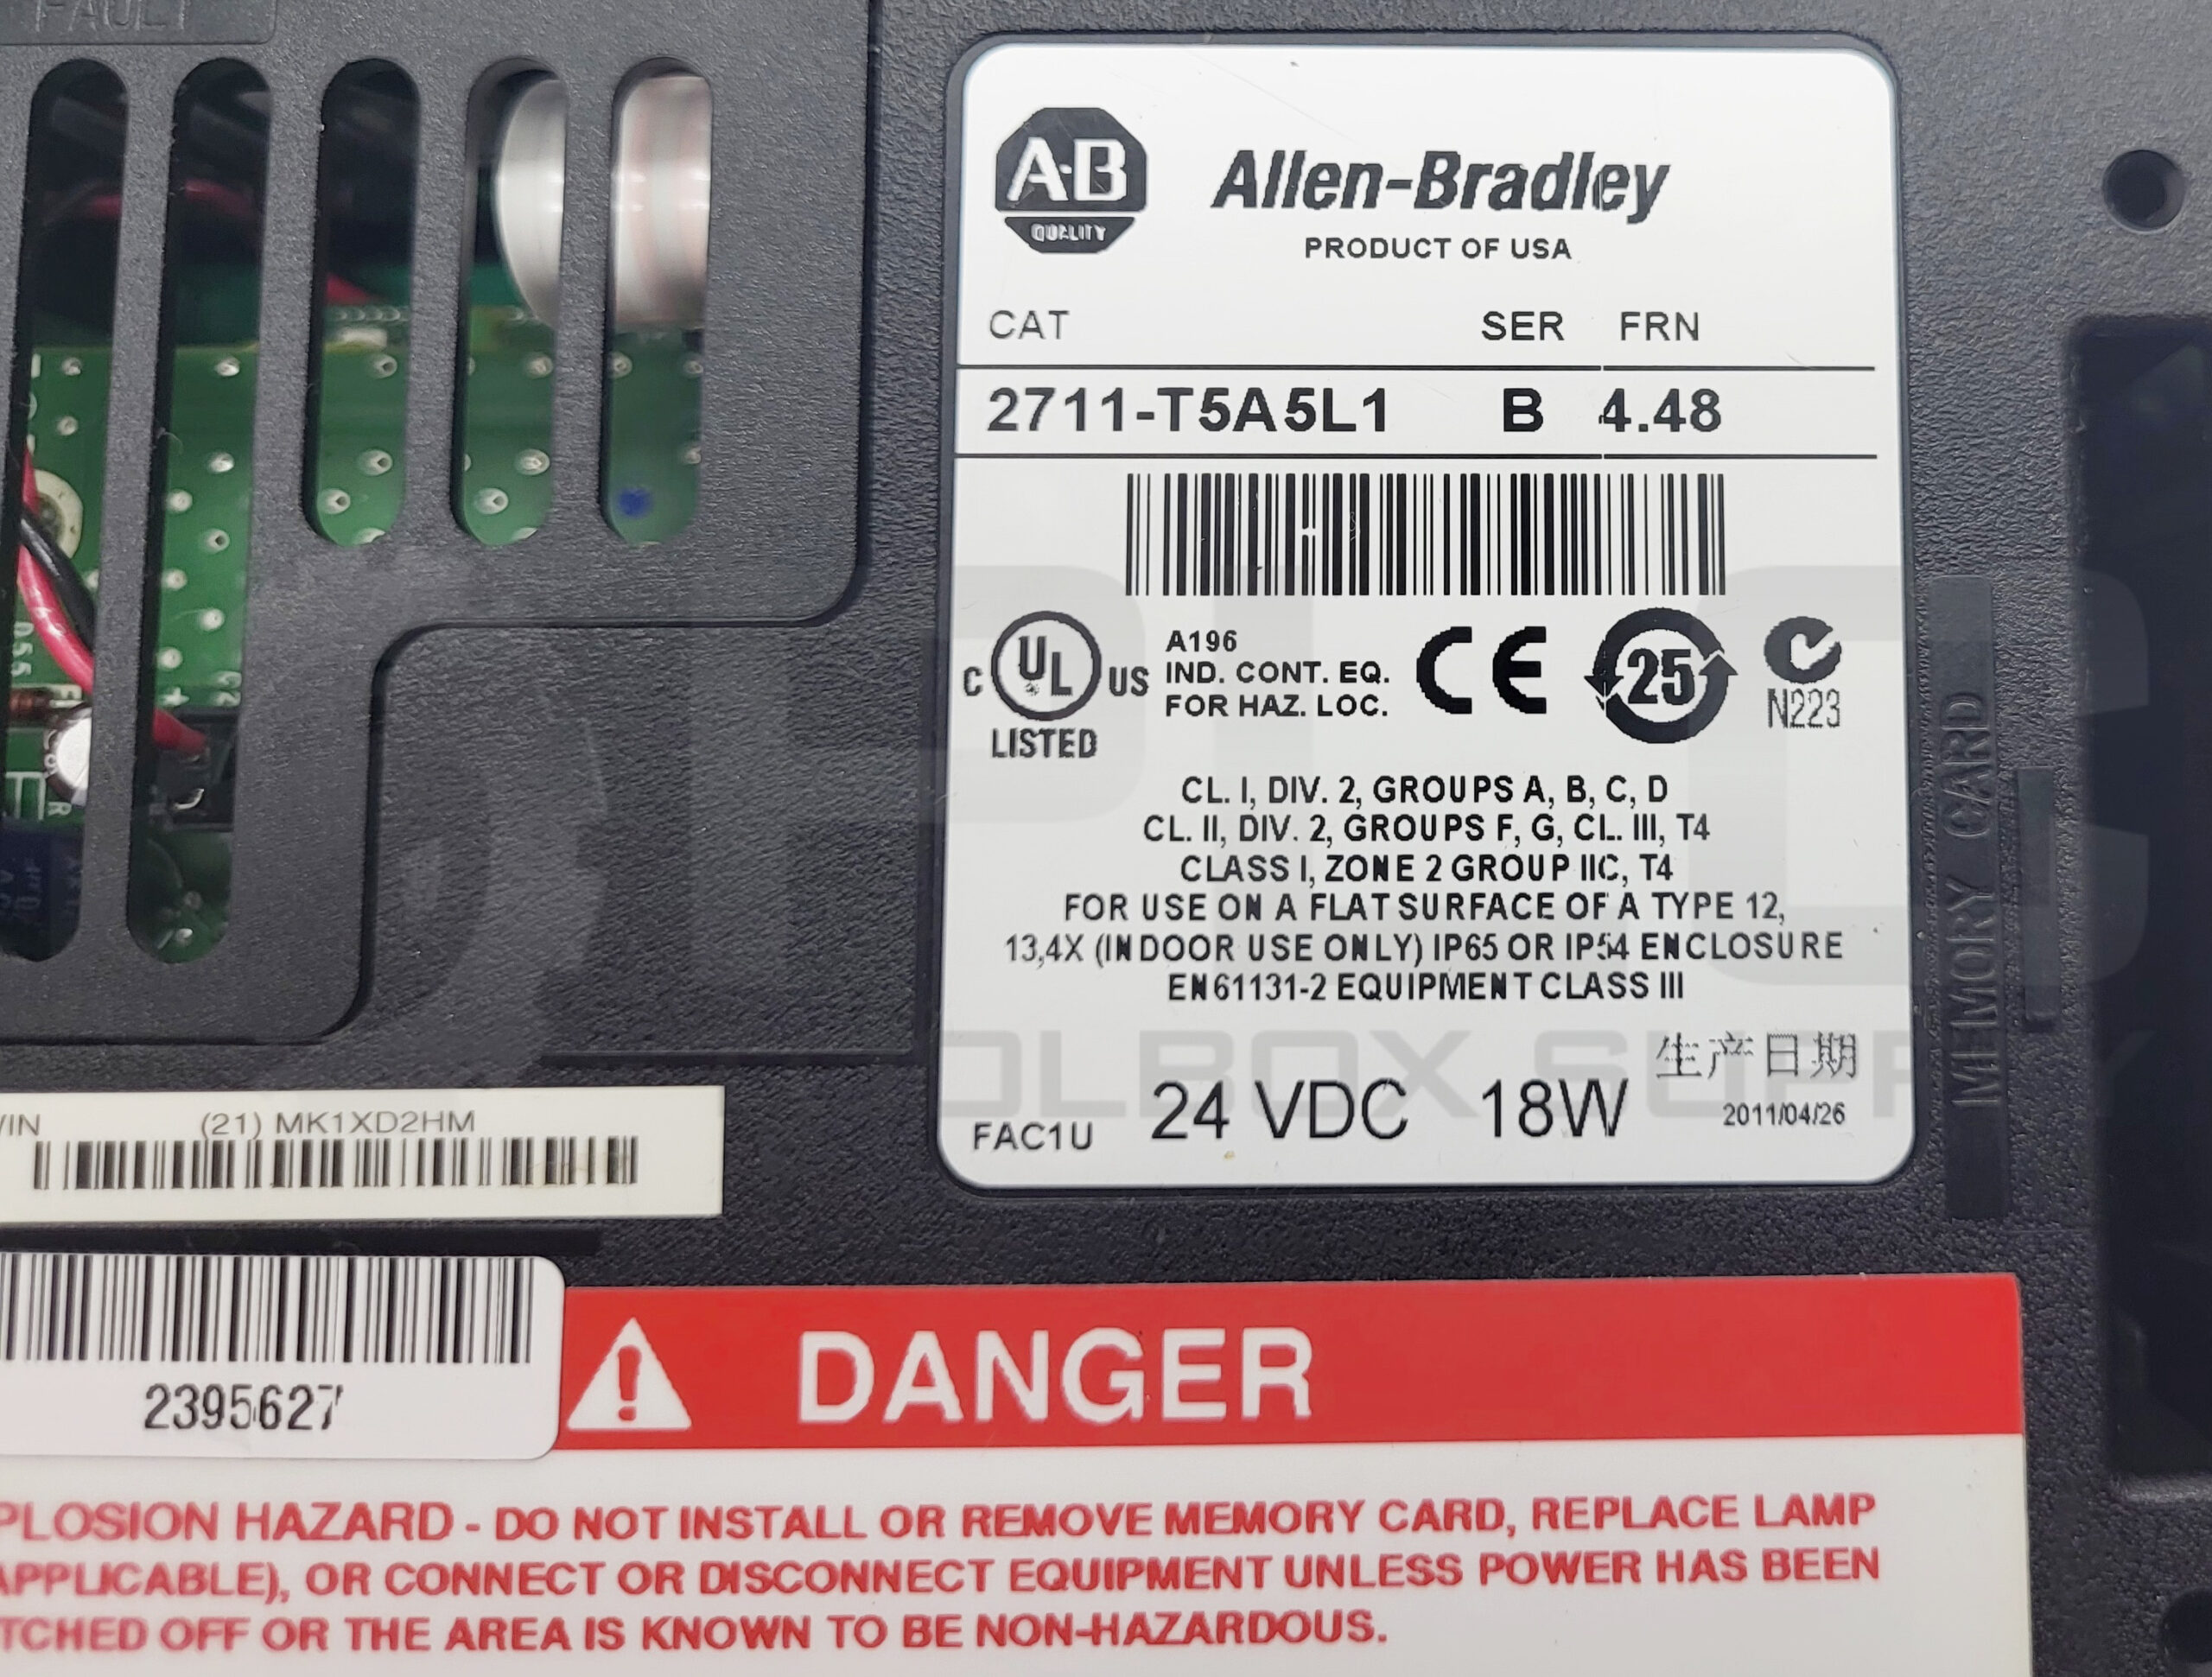 FAULT
A·B
QUALITY
Allen-Bradley
PRODUCT OF USA
CAT SER FRN
2711-T5A5L1 B 4.48
C UL US
LISTED
A196
IND. CONT. EQ.
FOR HAZ. LOC.
CE
25
N223
CL. I, DIV. 2, GROUPS A, B, C, D
CL. II, DIV. 2, GROUPS F, G, CL. III, T4
CLASS I, ZONE 2 GROUP IIC, T4
FOR USE ON A FLAT SURFACE OF A TYPE 12,
13,4X (INDOOR USE ONLY) IP65 OR IP54 ENCLOSURE
EN61131-2 EQUIPMENT CLASS III
生产日期
FAC1U 24 VDC 18W 2011/04/26
MEMORY CARD
(21) MK1XD2HM
2395627
DANGER
PLOSION HAZARD - DO NOT INSTALL OR REMOVE MEMORY CARD, REPLACE LAMP
APPLICABLE), OR CONNECT OR DISCONNECT EQUIPMENT UNLESS POWER HAS BEEN
TCHED OFF OR THE AREA IS KNOWN TO BE NON-HAZARDOUS.
PLC
OLBOX SUPPLY